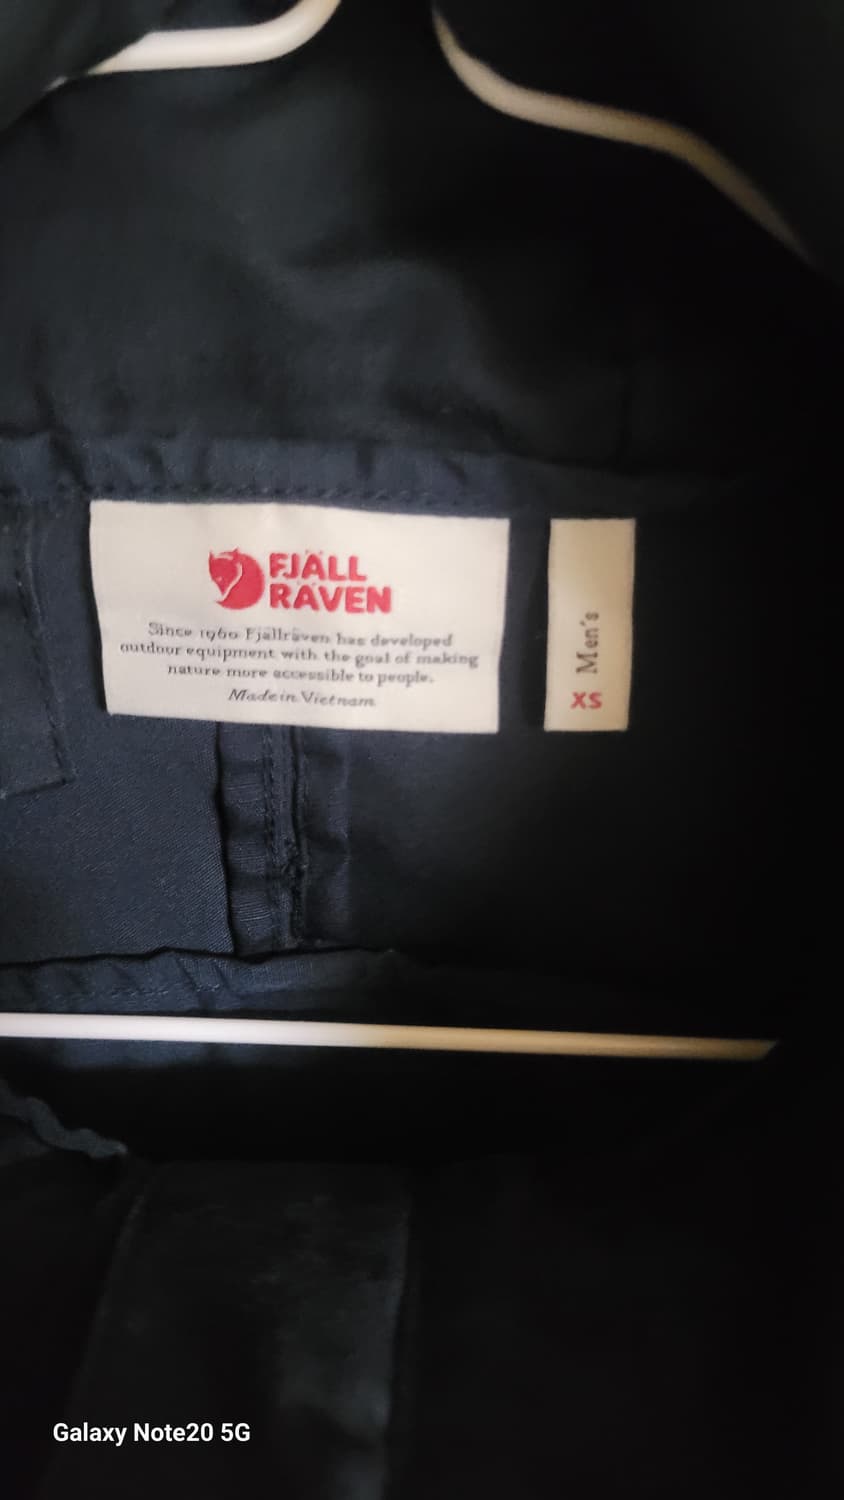 FJÄLL
RÄVEN
Since 1960 Fjällräven has developed
outdoor equipment with the goal of making
nature more accessible to people.
Made in Vietnam
Men's
XS
Galaxy Note20 5G